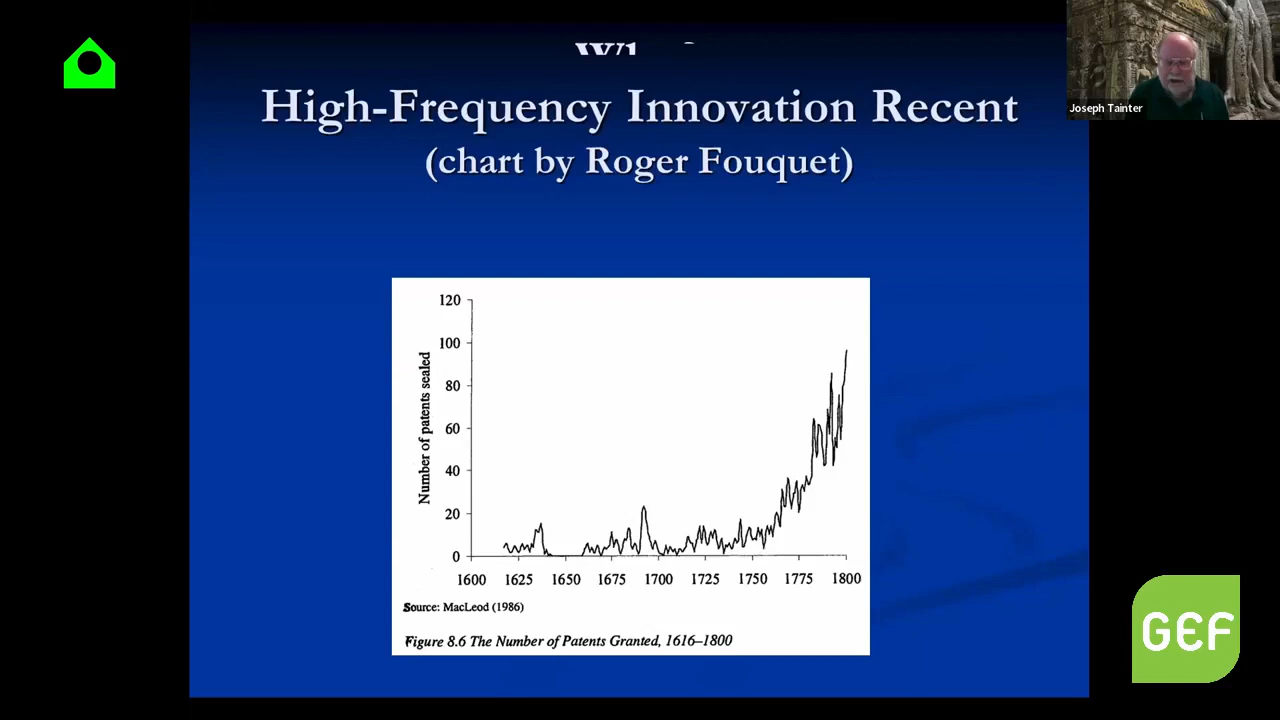 High-Frequency Innovation Recent
(chart by Roger Fouquet)
Joseph Tainter
Number of patents sealed
120
100
80
60
40
20
0
1600 1625 1650 1675 1700 1725 1750 1775 1800
Source: MacLeod (1986)
Figure 8.6 The Number of Patents Granted, 1616–1800
GEF